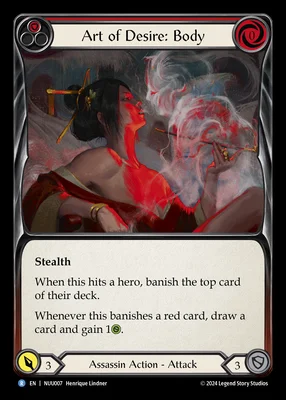 Art of Desire: Body
Stealth
When this hits a hero, banish the top card
of their deck.
Whenever this banishes a red card, draw a
card and gain 1
3
Assassin Action - Attack
3
EN | NUU007 Henrique Lindner
© 2024 Legend Story Studios